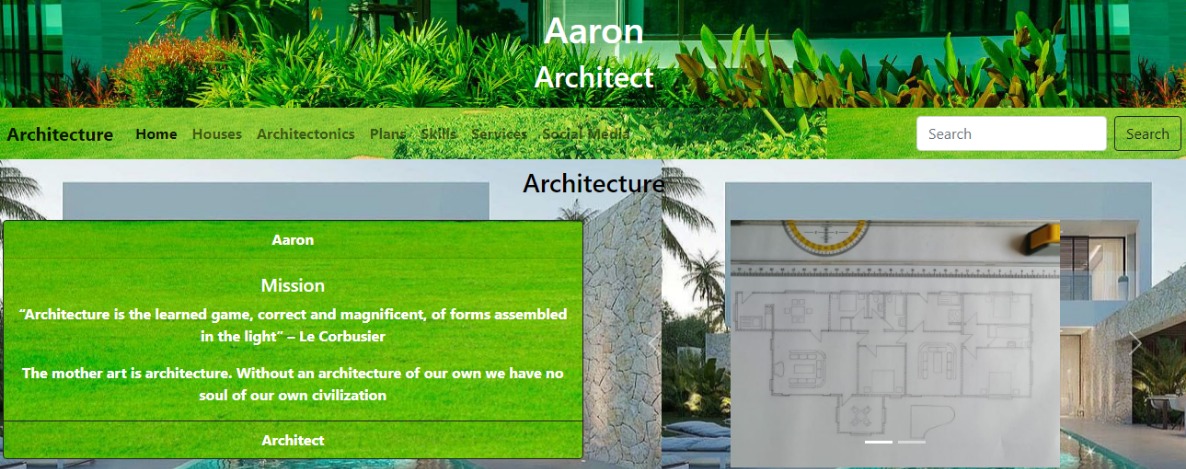 Aaron
Architect
Architecture Home Houses Architectonics Plans Skills Services Social Media Search Search
Architecture
Aaron
Mission
“Architecture is the learned game, correct and magnificent, of forms assembled
in the light” – Le Corbusier
The mother art is architecture. Without an architecture of our own we have no
soul of our own civilization
Architect